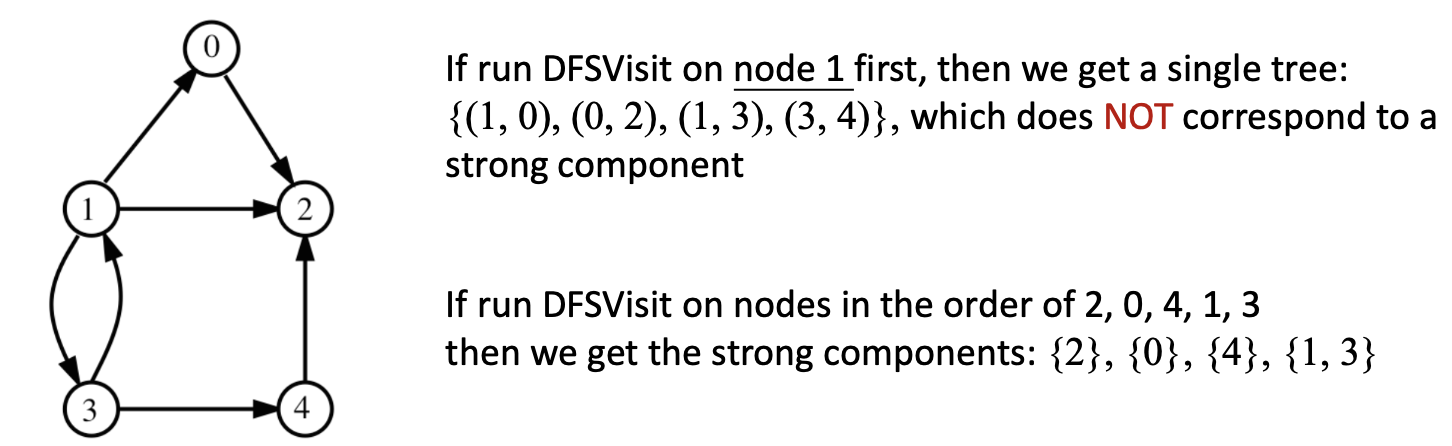 0
If run DFSVisit on node 1 first, then we get a single tree:
{(1, 0), (0, 2), (1, 3), (3, 4)}, which does NOT correspond to a
strong component
1
2
If run DFSVisit on nodes in the order of 2, 0, 4, 1, 3
then we get the strong components: {2}, {0}, {4}, {1, 3}
3
4